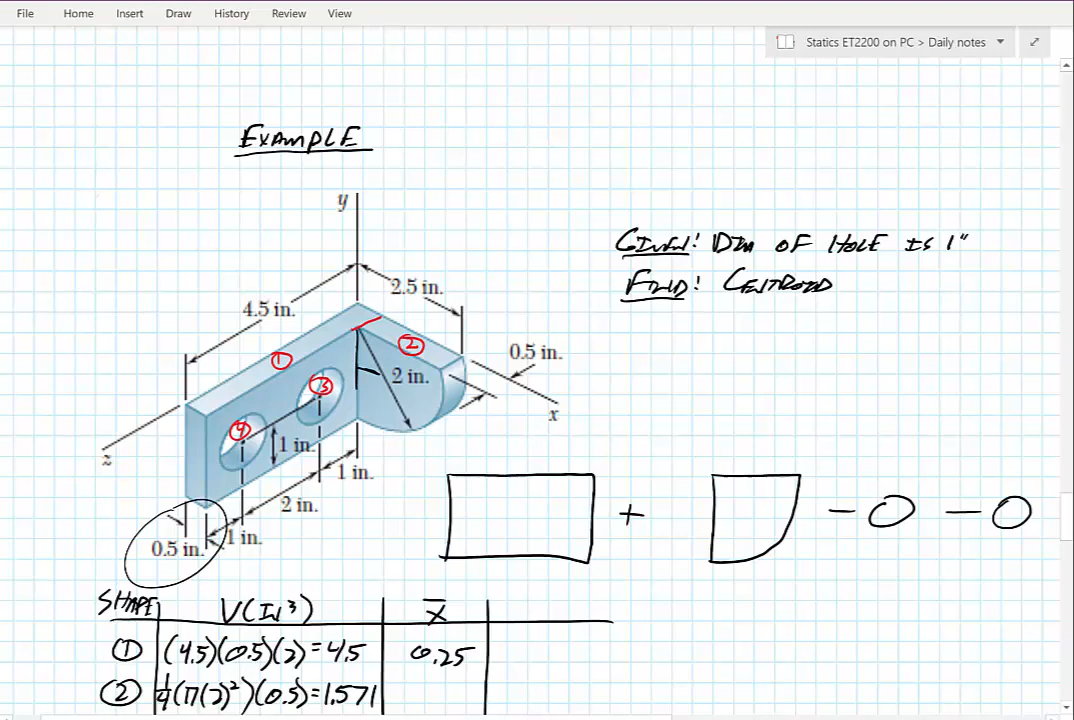 File Home Insert Draw History Review View
Statics ET2200 on PC > Daily notes
EXAMPLE
y
2.5 in.
4.5 in.
GIVEN: DIA OF HOLE IS 1"
FIND: CENTROID
① ② 0.5 in.
③ 2 in.
x
④ 1 in.
z
1 in.
2 in.
+ - -
0.5 in. 1 in.
SHAPE V(IN³) x̄
① (4.5)(0.5)(2)=4.5 0.25
② ¼(π(2)²)(0.5)=1.571